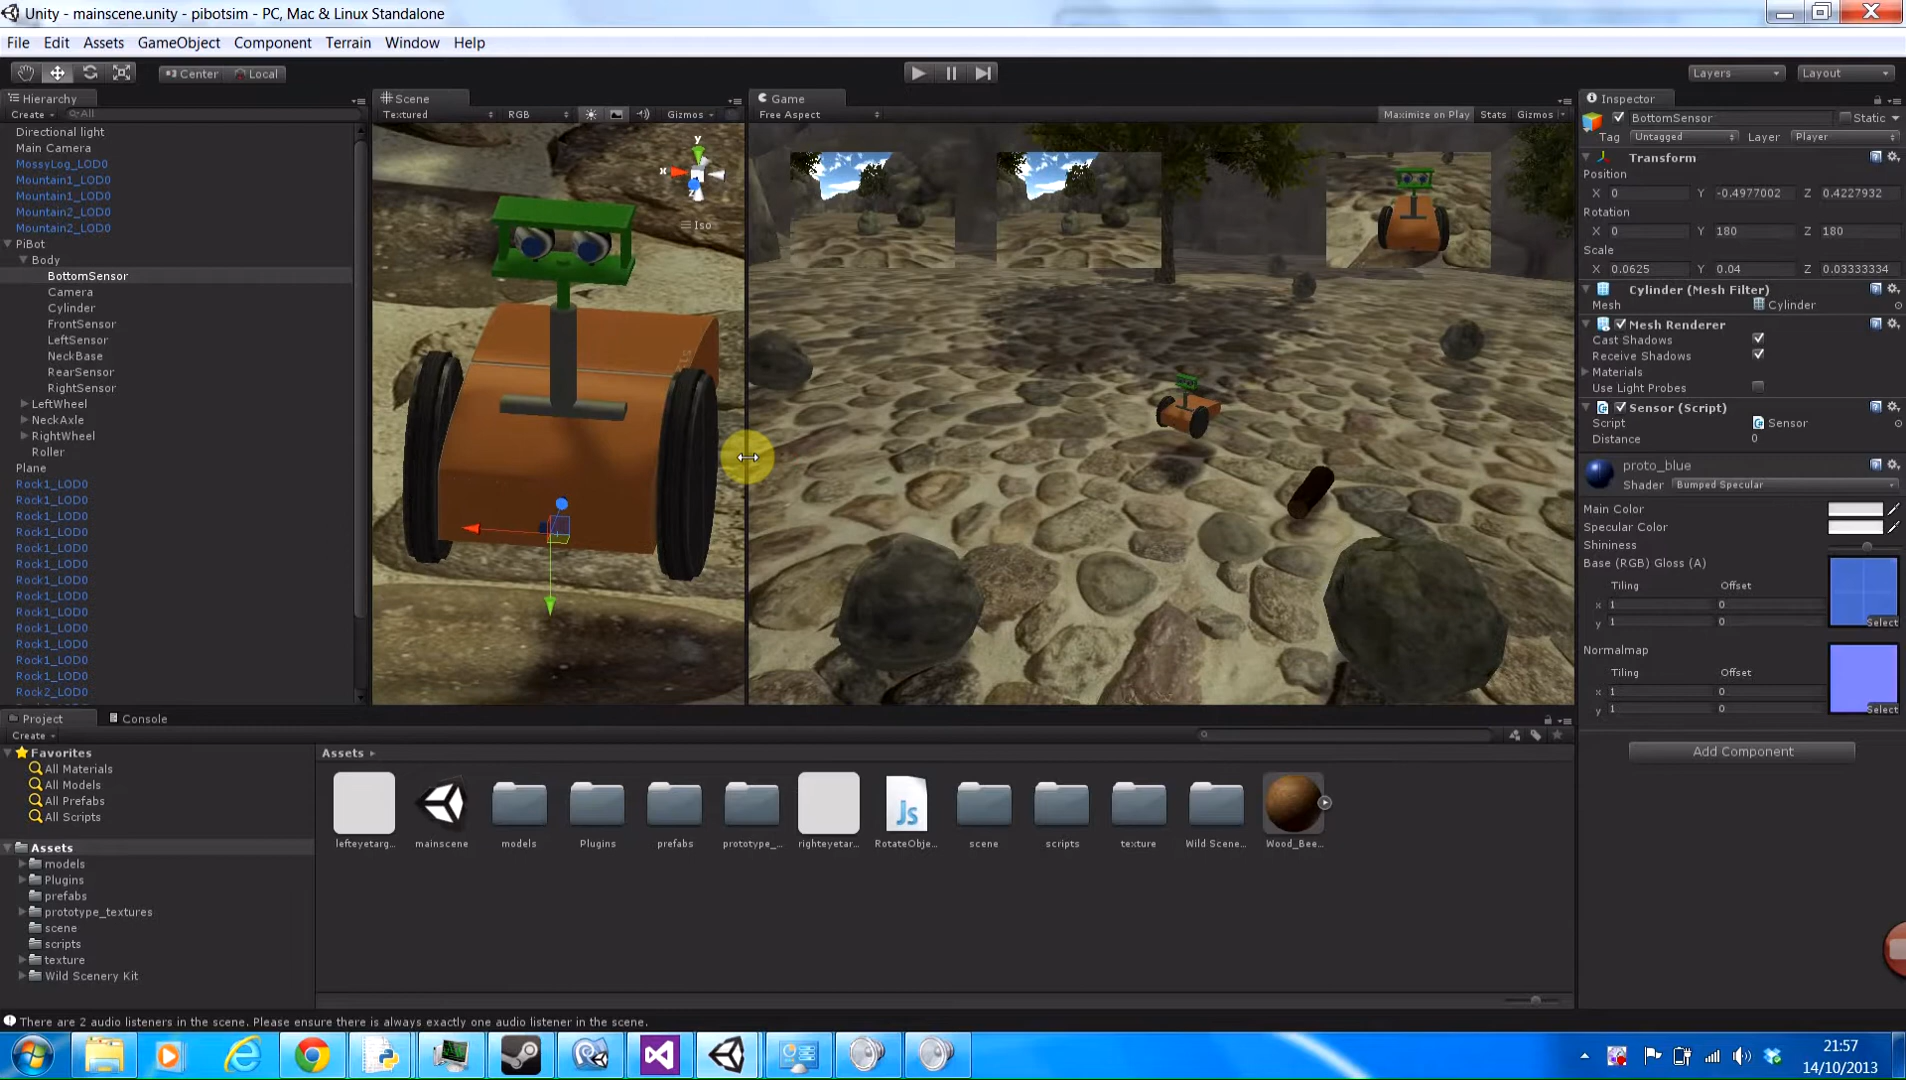 Unity - mainscene.unity - pibotsim - PC, Mac & Linux Standalone
File Edit Assets GameObject Component Terrain Window Help
Center Local Layers Layout
Hierarchy
Create All
Directional light
Main Camera
MossyLog_LOD0
Mountain1_LOD0
Mountain1_LOD0
Mountain2_LOD0
Mountain2_LOD0
PiBot
Body
BottomSensor
Camera
Cylinder
FrontSensor
LeftSensor
NeckBase
RearSensor
RightSensor
LeftWheel
NeckAxle
RightWheel
Roller
Plane
Rock1_LOD0
Rock1_LOD0
Rock1_LOD0
Rock1_LOD0
Rock1_LOD0
Rock1_LOD0
Rock1_LOD0
Rock1_LOD0
Rock1_LOD0
Rock1_LOD0
Rock1_LOD0
Rock1_LOD0
Rock1_LOD0
Rock2_LOD0
Scene
Textured RGB Gizmos
y
x
z
Iso
Game
Free Aspect Maximize on Play Stats Gizmos
Inspector
BottomSensor Static
Tag Untagged Layer Player
Transform
Position
X 0 Y -0.4977002 Z 0.4227932
Rotation
X 0 Y 180 Z 180
Scale
X 0.0625 Y 0.04 Z 0.03333334
Cylinder (Mesh Filter)
Mesh Cylinder
Mesh Renderer
Cast Shadows
Receive Shadows
Materials
Use Light Probes
Sensor (Script)
Script Sensor
Distance 0
proto_blue
Shader Bumped Specular
Main Color
Specular Color
Shininess
Base (RGB) Gloss (A)
Tiling Offset
x 1 0
y 1 0
Select
Normalmap
Tiling Offset
x 1 0
y 1 0
Select
Add Component
Project Console
Create
Favorites
All Materials
All Models
All Prefabs
All Scripts
Assets
models
Plugins
prefabs
prototype_textures
scene
scripts
texture
Wild Scenery Kit
Assets
Js
lefteyetarg... mainscene models Plugins prefabs prototype_... righteyetar... RotateObje... scene scripts texture Wild Scene... Wood_Bee...
There are 2 audio listeners in the scene. Please ensure there is always exactly one audio listener in the scene.
21:57
14/10/2013